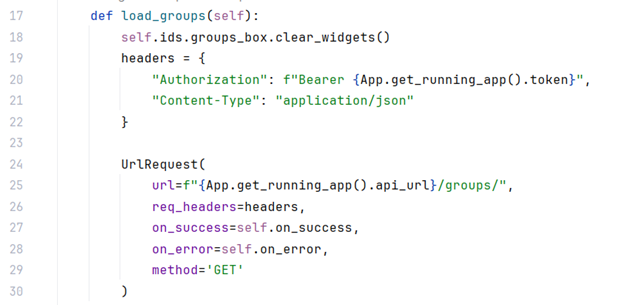 17 def load_groups(self):
18 self.ids.groups_box.clear_widgets()
19 headers = {
20 "Authorization": f"Bearer {App.get_running_app().token}",
21 "Content-Type": "application/json"
22 }
23
24 UrlRequest(
25 url=f"{App.get_running_app().api_url}/groups/",
26 req_headers=headers,
27 on_success=self.on_success,
28 on_error=self.on_error,
29 method='GET'
30 )